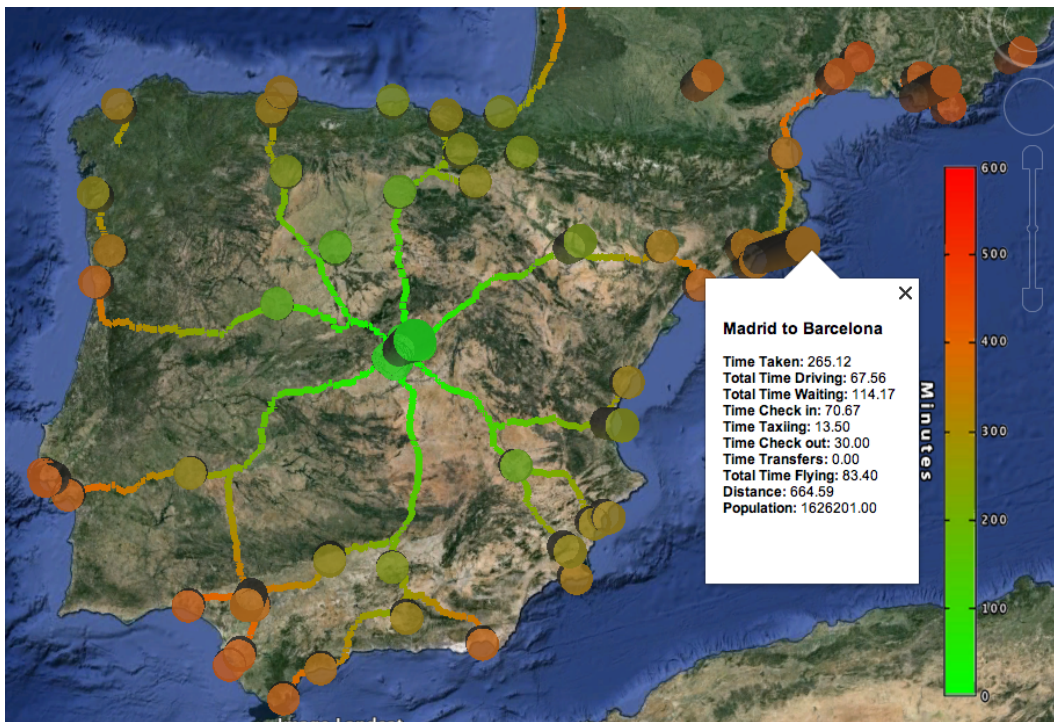 600
500
400
300
200
100
0
Minutes
Madrid to Barcelona
Time Taken: 265.12
Total Time Driving: 67.56
Total Time Waiting: 114.17
Time Check in: 70.67
Time Taxiing: 13.50
Time Check out: 30.00
Time Transfers: 0.00
Total Time Flying: 83.40
Distance: 664.59
Population: 1626201.00